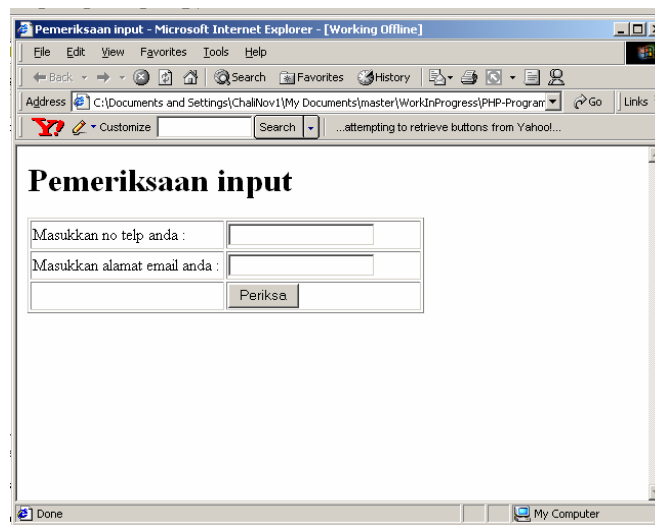 Pemeriksaan input - Microsoft Internet Explorer - [Working Offline]
File Edit View Favorites Tools Help
Back Search Favorites History
Address C:\Documents and Settings\ChaliNov1\My Documents\master\WorkInProgress\PHP-Program Go Links
Y! Customize Search ...attempting to retrieve buttons from Yahoo!...
Pemeriksaan input
Masukkan no telp anda :
Masukkan alamat email anda :
Periksa
Done My Computer